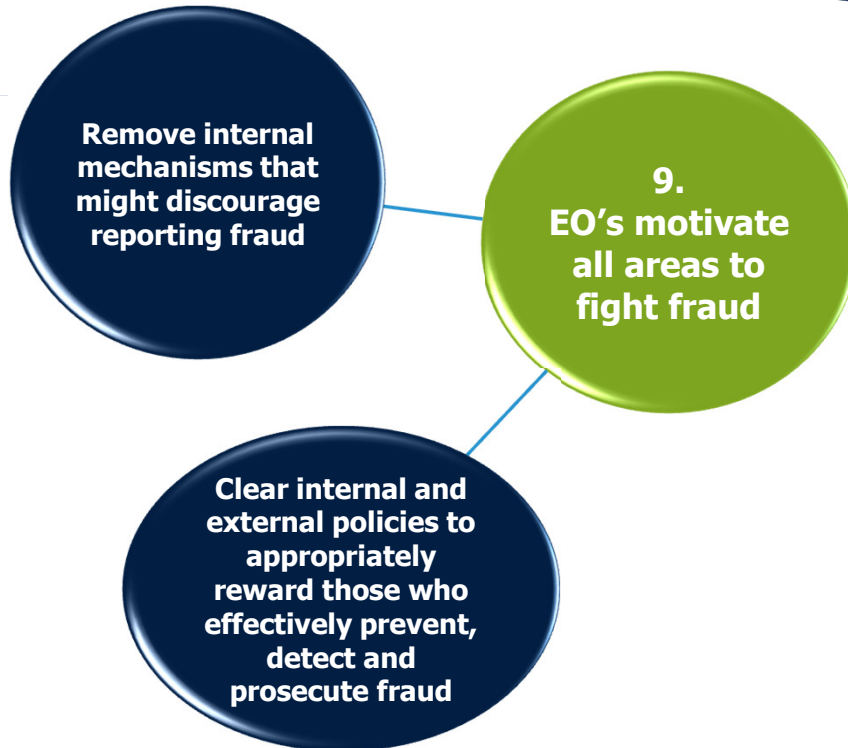 Remove internal
mechanisms that
might discourage
reporting fraud
9.
EO’s motivate
all areas to
fight fraud
Clear internal and
external policies to
appropriately
reward those who
effectively prevent,
detect and
prosecute fraud